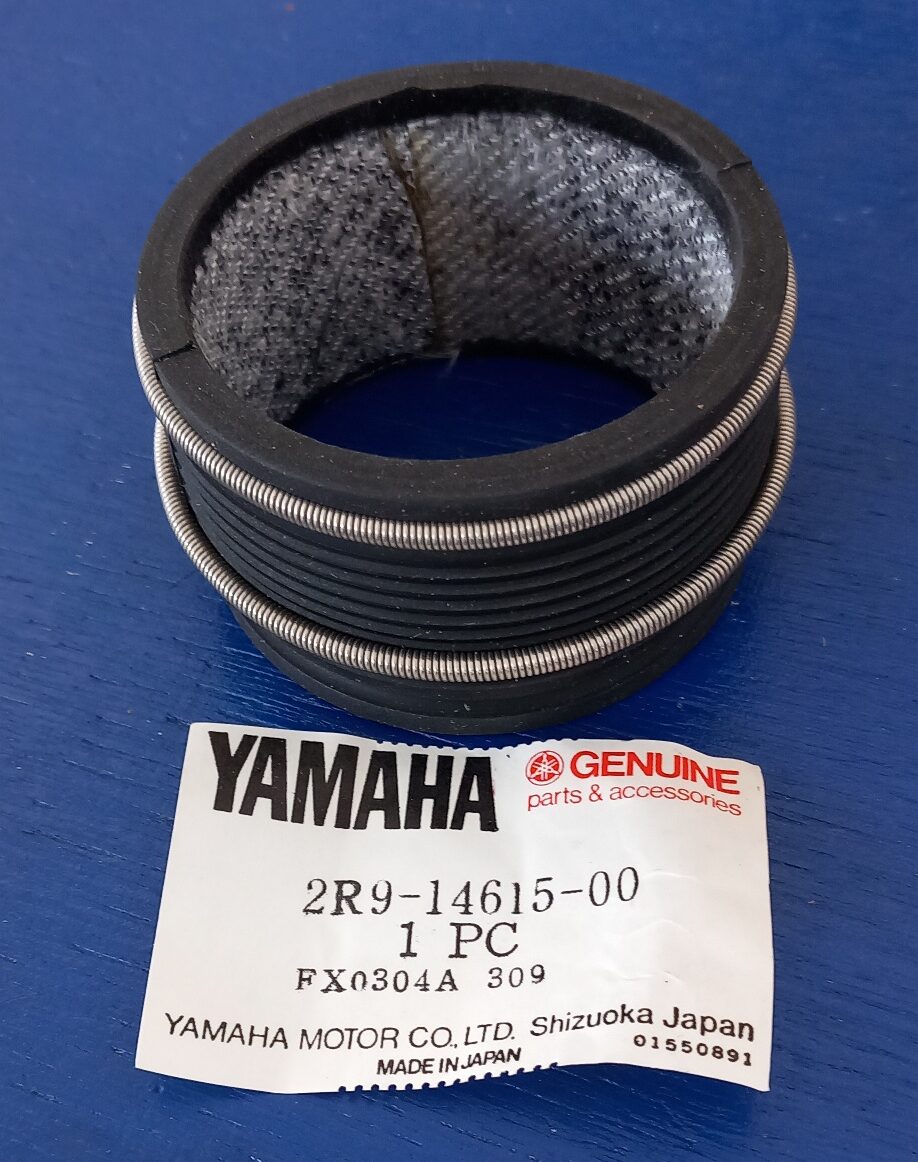 YAMAHA GENUINE
parts & accessories
2R9-14615-00
1 PC
FX0304A 309
YAMAHA MOTOR CO.,LTD. Shizuoka Japan
MADE IN JAPAN 01550891